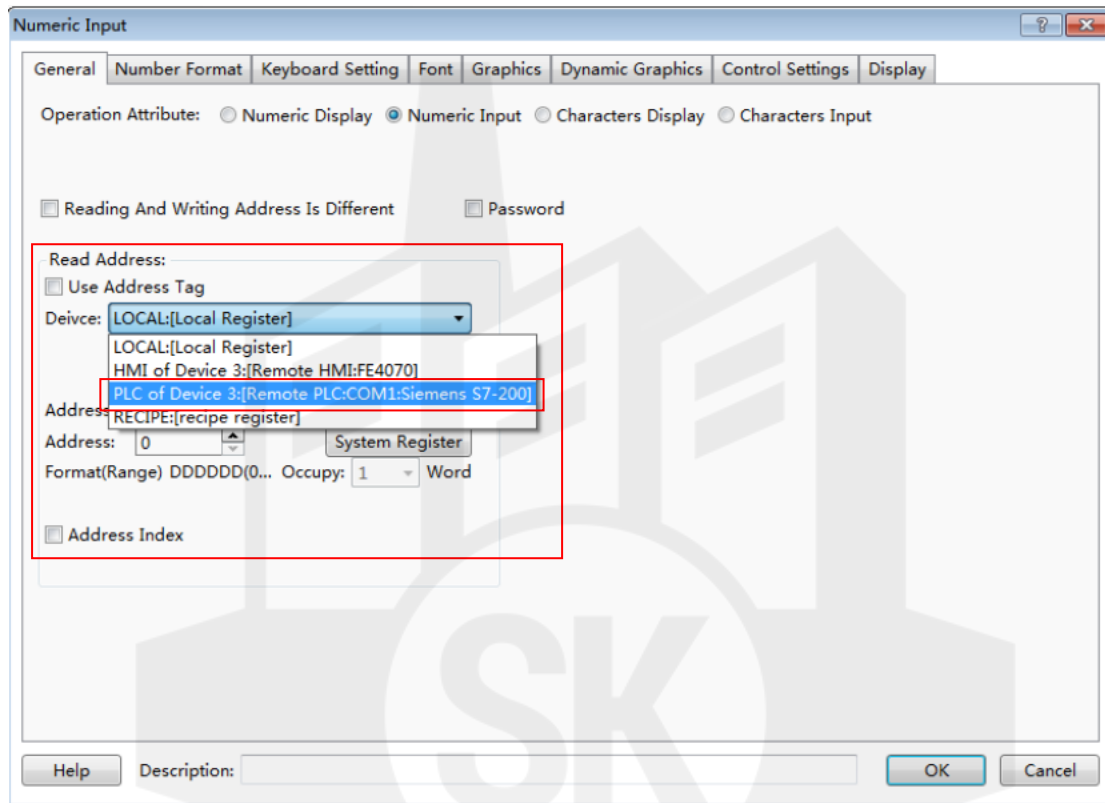 Numeric Input
General Number Format Keyboard Setting Font Graphics Dynamic Graphics Control Settings Display
Operation Attribute: Numeric Display Numeric Input Characters Display Characters Input
Reading And Writing Address Is Different Password
Read Address:
Use Address Tag
Deivce: LOCAL:[Local Register]
LOCAL:[Local Register]
HMI of Device 3:[Remote HMI:FE4070]
PLC of Device 3:[Remote PLC:COM1:Siemens S7-200]
Address
RECIPE:[recipe register]
Address: 0 System Register
Format(Range) DDDDDD(0... Occupy: 1 Word
Address Index
SK
Help Description: OK Cancel